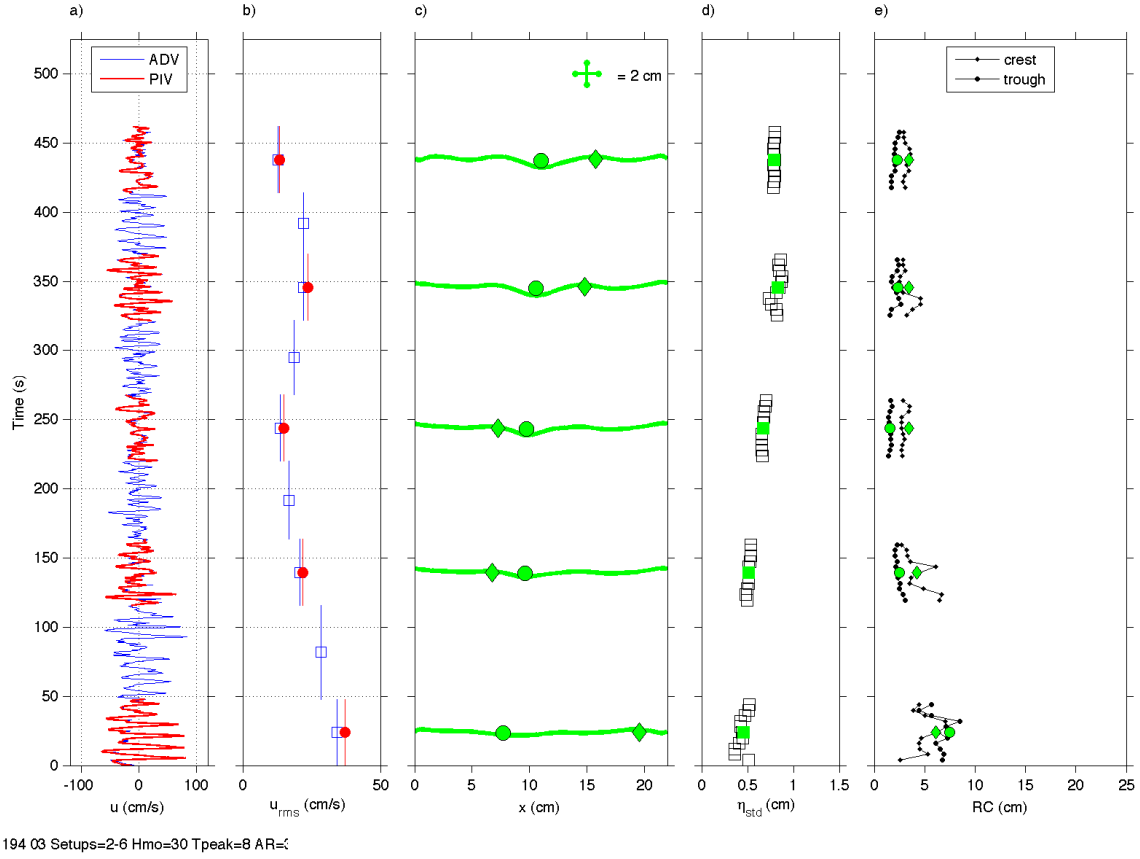 a) b) c) d) e)
ADV
PIV
= 2 cm
crest
trough
500
450
400
350
300
250
200
150
100
50
0
Time (s)
-100 0 100
0 50
0 5 10 15 20
0 0.5 1 1.5
0 5 10 15 20 25
u (cm/s) u_rms (cm/s) x (cm) η_std (cm) RC (cm)
194 03 Setups=2-6 Hmo=30 Tpeak=8